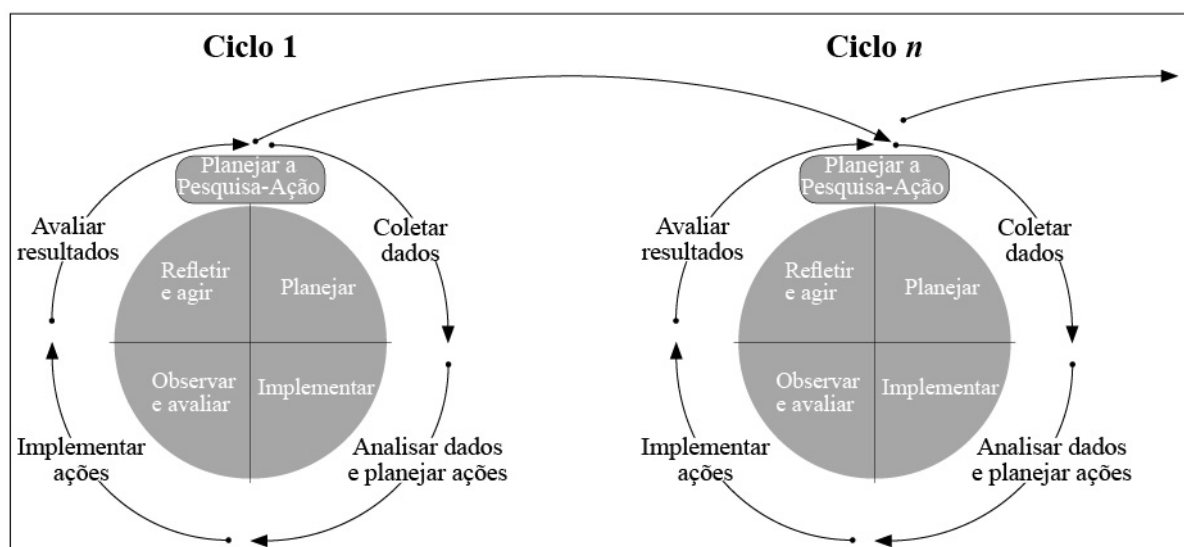 Ciclo 1
Planejar a
Pesquisa-Ação
Avaliar
resultados
Coletar
dados
Refletir
e agir
Planejar
Observar
e avaliar
Implementar
Implementar
ações
Analisar dados
e planejar ações
Ciclo n
Planejar a
Pesquisa-Ação
Avaliar
resultados
Coletar
dados
Refletir
e agir
Planejar
Observar
e avaliar
Implementar
Implementar
ações
Analisar dados
e planejar ações